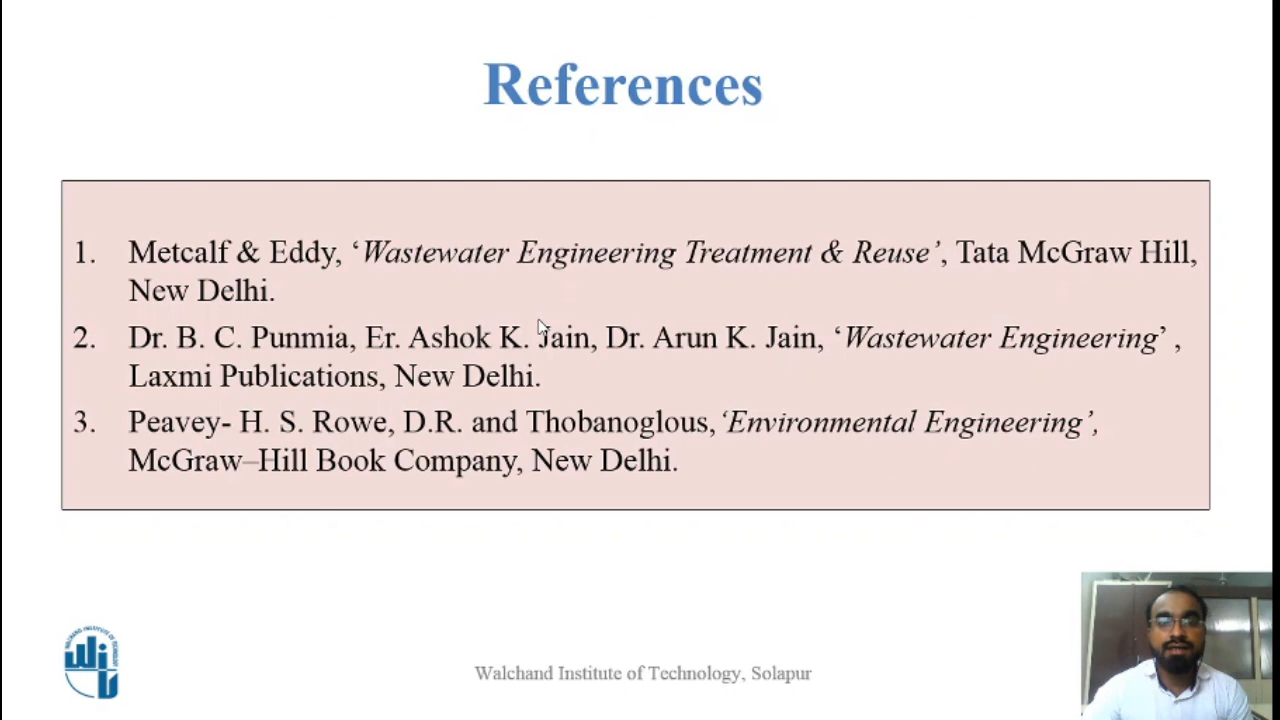 References
1. Metcalf & Eddy, ‘Wastewater Engineering Treatment & Reuse’, Tata McGraw Hill,
New Delhi.
2. Dr. B. C. Punmia, Er. Ashok K. Jain, Dr. Arun K. Jain, ‘Wastewater Engineering’ ,
Laxmi Publications, New Delhi.
3. Peavey- H. S. Rowe, D.R. and Thobanoglous, ‘Environmental Engineering’,
McGraw–Hill Book Company, New Delhi.
Walchand Institute of Technology, Solapur